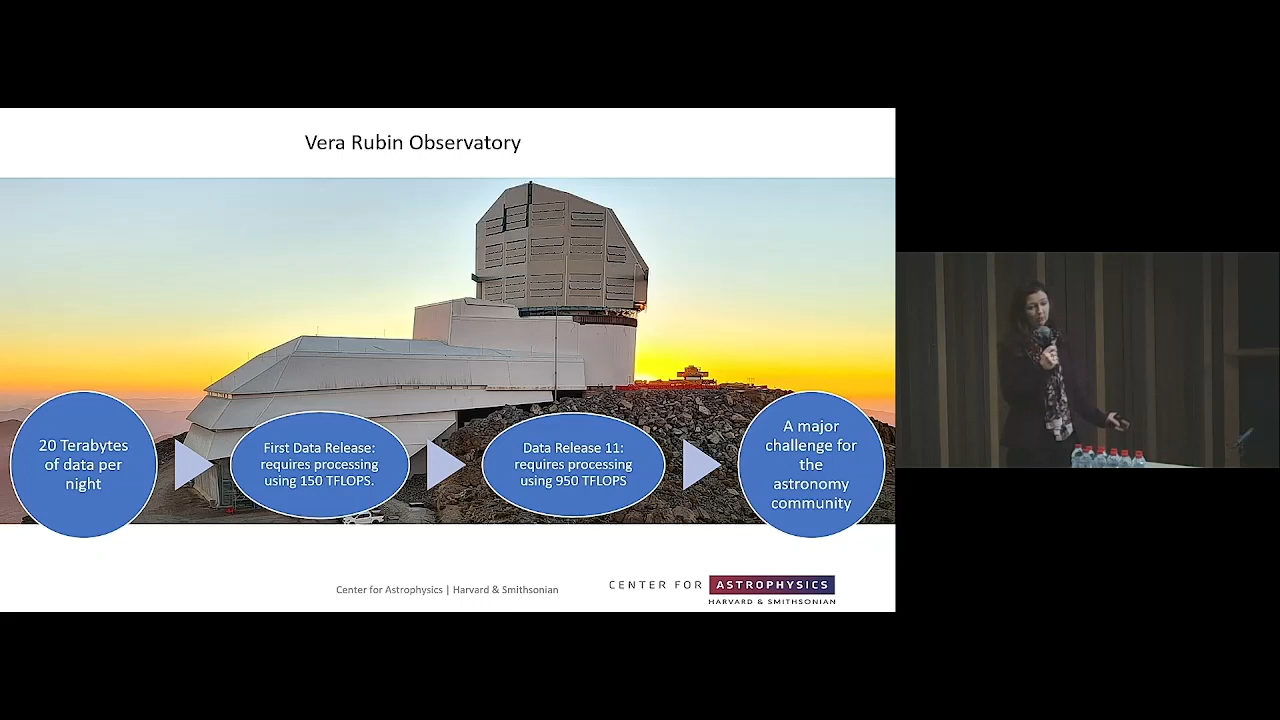 Vera Rubin Observatory
20 Terabytes
of data per
night
First Data Release:
requires processing
using 150 TFLOPS.
Data Release 11:
requires processing
using 950 TFLOPS
A major
challenge for
the
astronomy
community
Center for Astrophysics | Harvard & Smithsonian
CENTER FOR ASTROPHYSICS
HARVARD & SMITHSONIAN